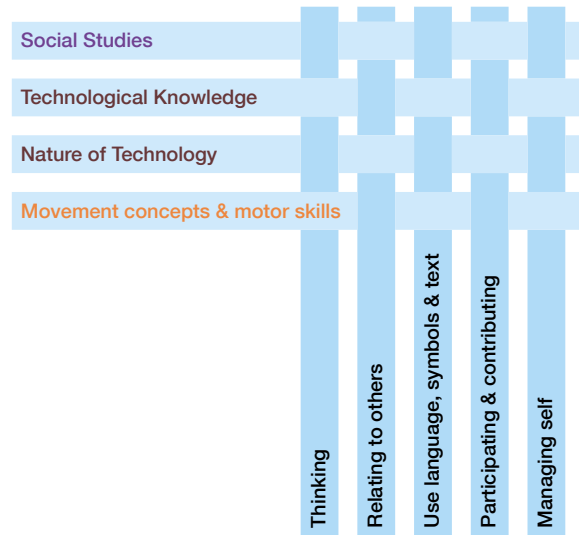 Social Studies
Technological Knowledge
Nature of Technology
Movement concepts & motor skills
Thinking
Relating to others
Use language, symbols & text
Participating & contributing
Managing self